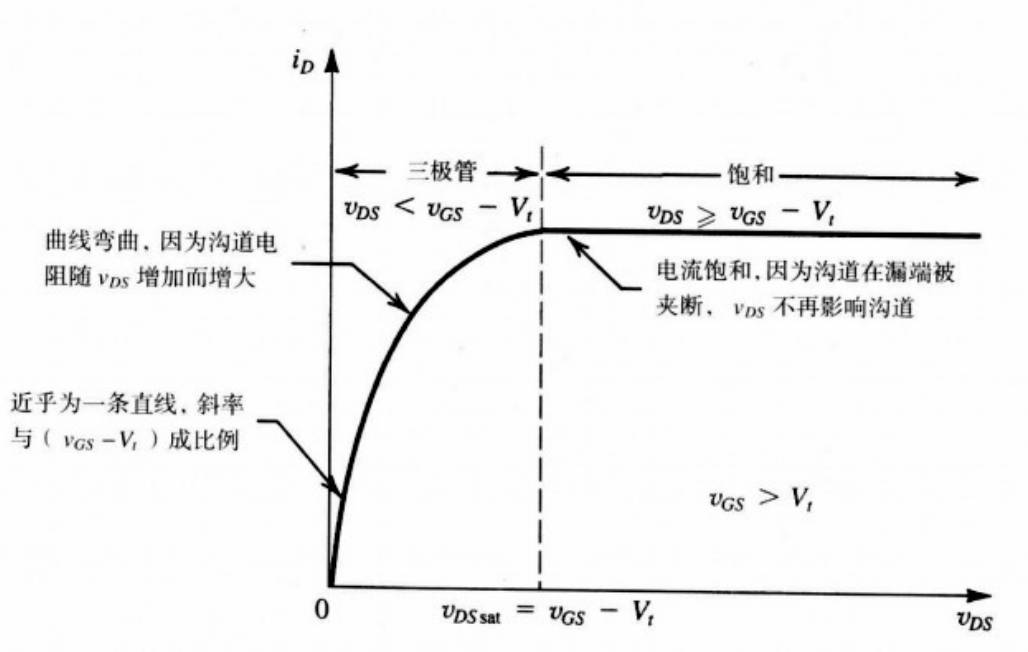 i_D
三极管
饱和
v_DS < v_GS − V_t
v_DS ⩾ v_GS − V_t
曲线弯曲，因为沟道电
阻随 v_DS 增加而增大
电流饱和，因为沟道在漏端被
夹断， v_DS 不再影响沟道
近乎为一条直线，斜率
与（ v_GS −V_t ）成比例
v_GS > V_t
0
v_DS sat = v_GS − V_t
v_DS